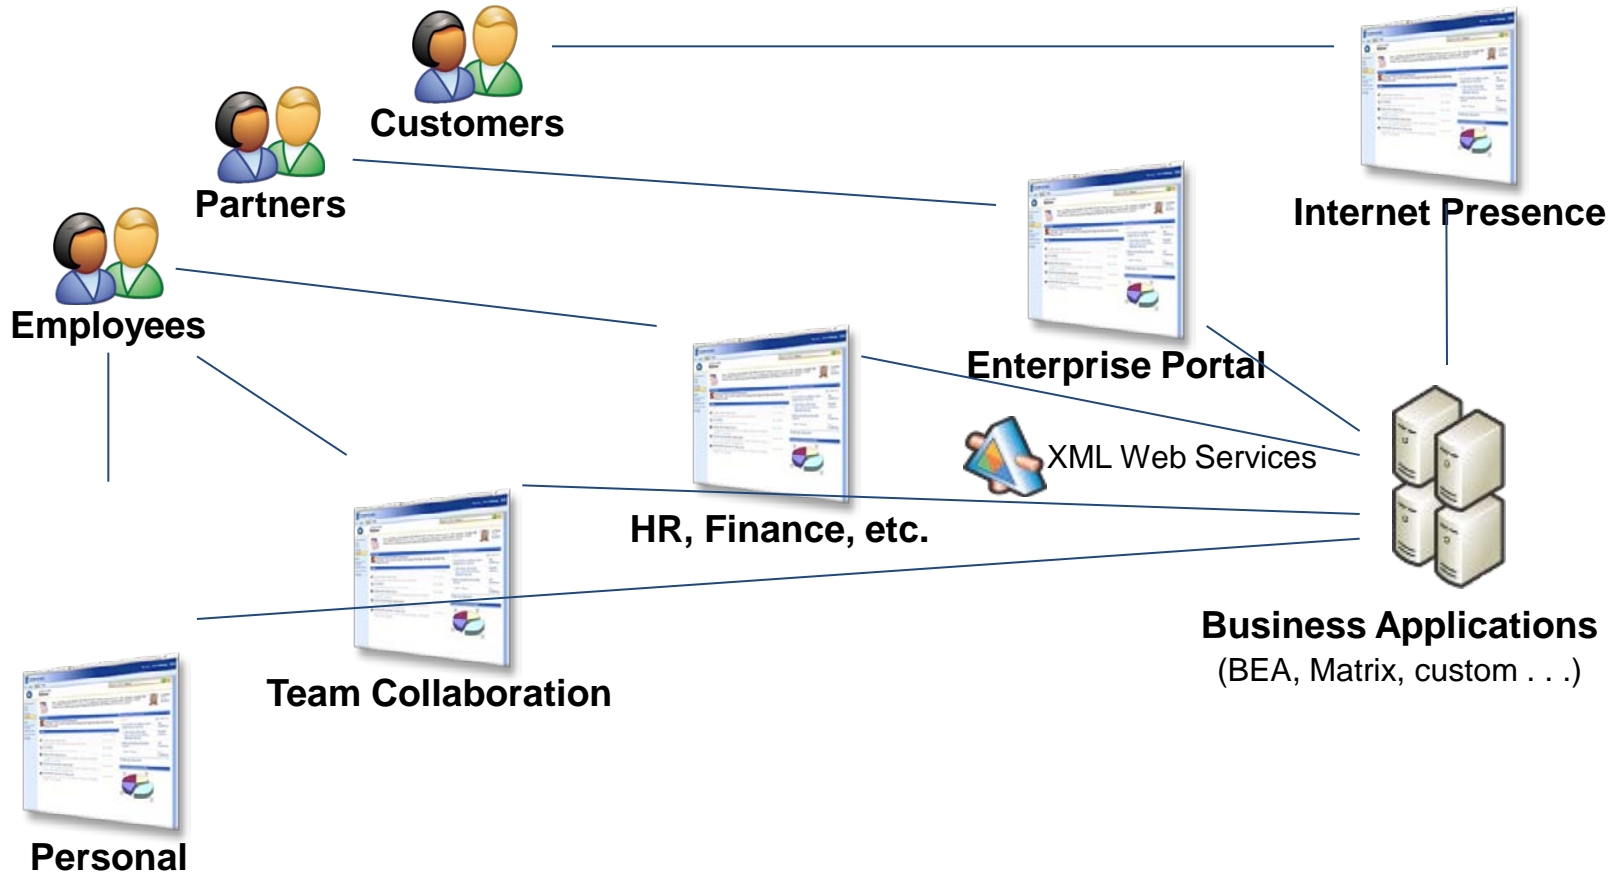 Customers
Partners
Internet Presence
Employees
Enterprise Portal
XML Web Services
HR, Finance, etc.
Business Applications
(BEA, Matrix, custom . . .)
Team Collaboration
Personal